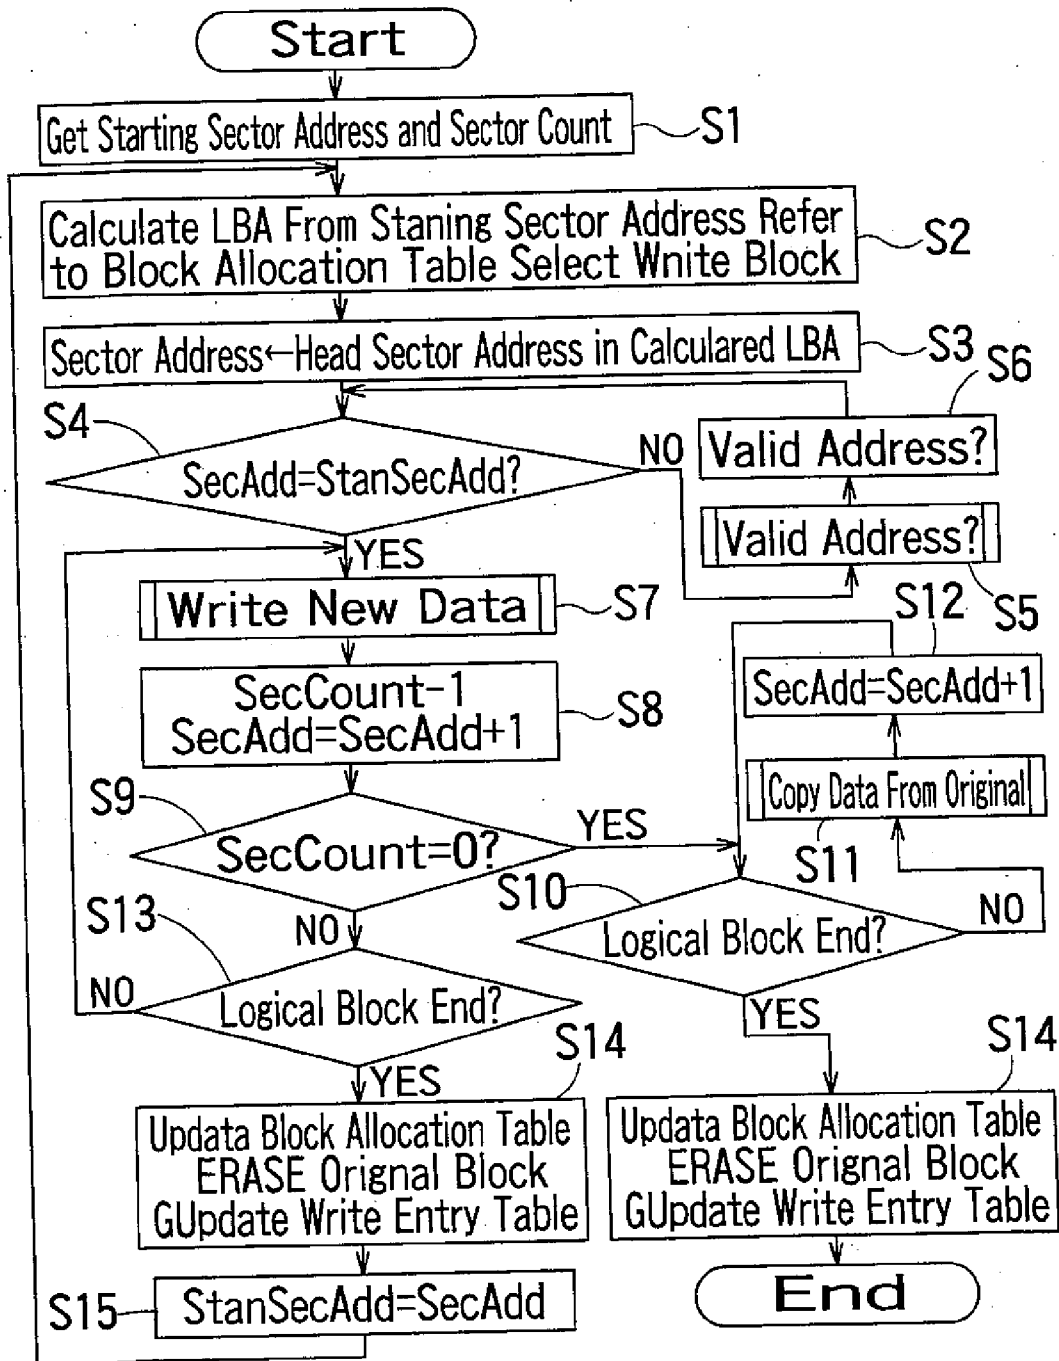 Start
Get Starting Sector Address and Sector Count
S1
Calculate LBA From Staning Sector Address Refer
to Block Allocation Table Select Wnite Block
S2
Sector Address←Head Sector Address in Calculared LBA
S3
S6
S4
SecAdd=StanSecAdd?
NO
Valid Address?
Valid Address?
S5
YES
Write New Data
S7
S12
SecCount-1
SecAdd=SecAdd+1
S8
SecAdd=SecAdd+1
S9
SecCount=0?
YES
Copy Data From Original
S11
S10
Logical Block End?
NO
S13
NO
NO
Logical Block End?
YES
YES
S14
S14
Updata Block Allocation Table
ERASE Orignal Block
GUpdate Write Entry Table
Updata Block Allocation Table
ERASE Orignal Block
GUpdate Write Entry Table
S15
StanSecAdd=SecAdd
End